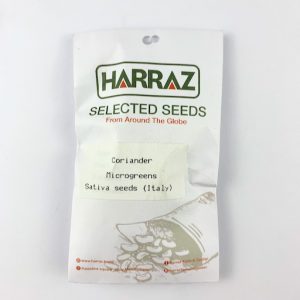 HARRAZ
SELECTED SEEDS
From Around The Globe
Coriander
Microgreens
Sativa seeds (Italy)